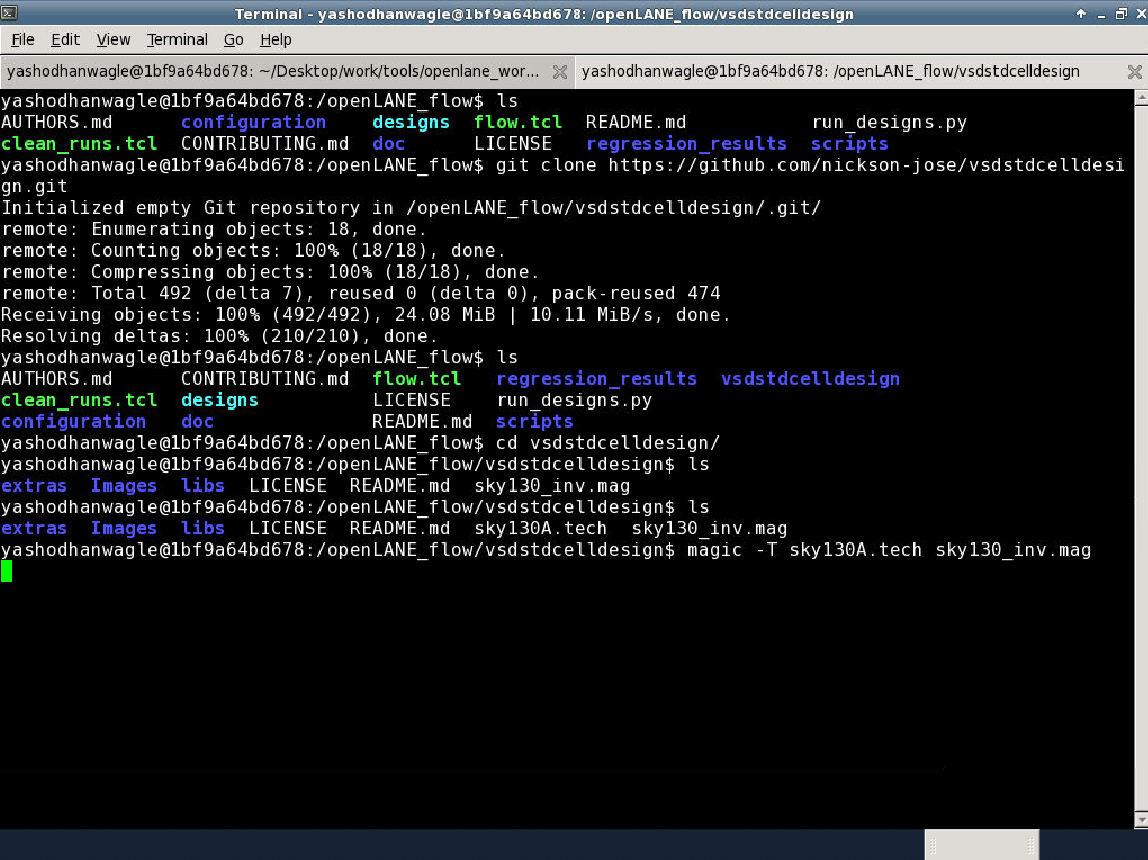 Terminal - yashodhanwagle@1bf9a64bd678: /openLANE_flow/vsdstdcelldesign
File Edit View Terminal Go Help
yashodhanwagle@1bf9a64bd678: ~/Desktop/work/tools/openlane_wor... yashodhanwagle@1bf9a64bd678: /openLANE_flow/vsdstdcelldesign
yashodhanwagle@1bf9a64bd678:/openLANE_flow$ ls
AUTHORS.md configuration designs flow.tcl README.md run_designs.py
clean_runs.tcl CONTRIBUTING.md doc LICENSE regression_results scripts
yashodhanwagle@1bf9a64bd678:/openLANE_flow$ git clone https://github.com/nickson-jose/vsdstdcelldesi
gn.git
Initialized empty Git repository in /openLANE_flow/vsdstdcelldesign/.git/
remote: Enumerating objects: 18, done.
remote: Counting objects: 100% (18/18), done.
remote: Compressing objects: 100% (18/18), done.
remote: Total 492 (delta 7), reused 0 (delta 0), pack-reused 474
Receiving objects: 100% (492/492), 24.08 MiB | 10.11 MiB/s, done.
Resolving deltas: 100% (210/210), done.
yashodhanwagle@1bf9a64bd678:/openLANE_flow$ ls
AUTHORS.md CONTRIBUTING.md flow.tcl regression_results vsdstdcelldesign
clean_runs.tcl designs LICENSE run_designs.py
configuration doc README.md scripts
yashodhanwagle@1bf9a64bd678:/openLANE_flow$ cd vsdstdcelldesign/
yashodhanwagle@1bf9a64bd678:/openLANE_flow/vsdstdcelldesign$ ls
extras Images libs LICENSE README.md sky130_inv.mag
yashodhanwagle@1bf9a64bd678:/openLANE_flow/vsdstdcelldesign$ ls
extras Images libs LICENSE README.md sky130A.tech sky130_inv.mag
yashodhanwagle@1bf9a64bd678:/openLANE_flow/vsdstdcelldesign$ magic -T sky130A.tech sky130_inv.mag